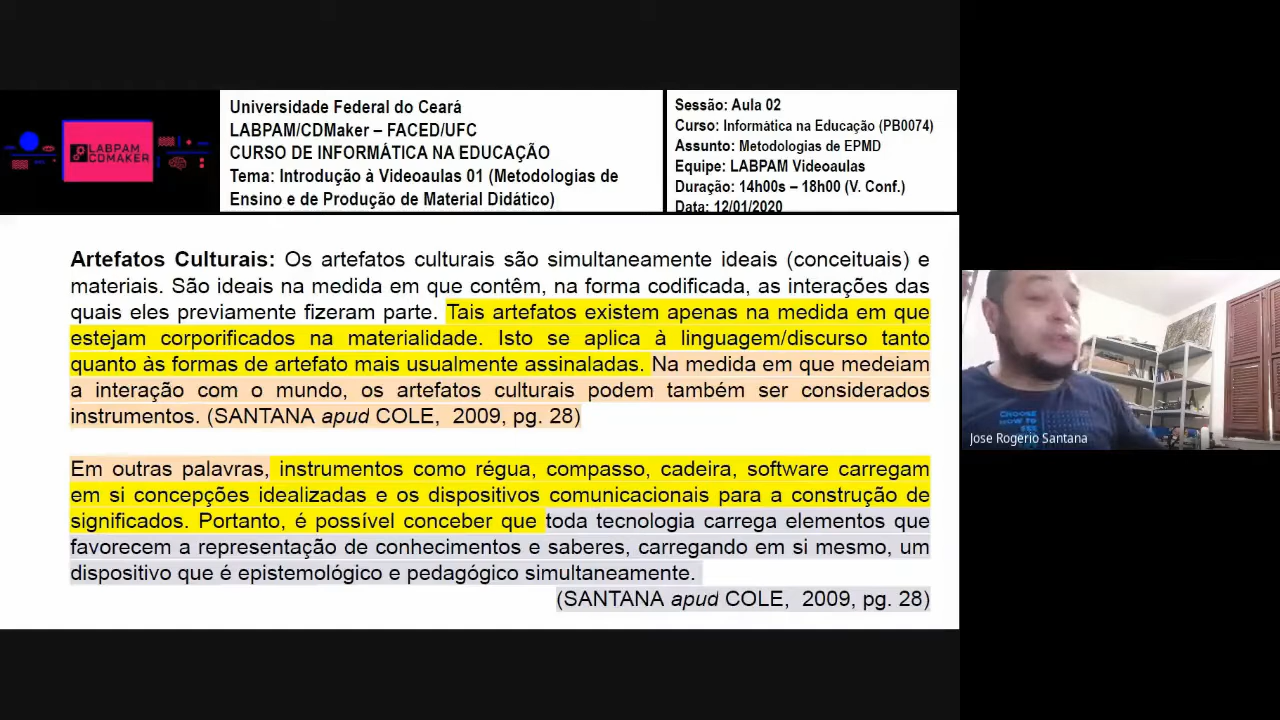 LABPAM
CDMAKER
Universidade Federal do Ceará
LABPAM/CDMaker – FACED/UFC
CURSO DE INFORMÁTICA NA EDUCAÇÃO
Tema: Introdução à Videoaulas 01 (Metodologias de
Ensino e de Produção de Material Didático)
Sessão: Aula 02
Curso: Informática na Educação (PB0074)
Assunto: Metodologias de EPMD
Equipe: LABPAM Videoaulas
Duração: 14h00s – 18h00 (V. Conf.)
Data: 12/01/2020
Artefatos Culturais: Os artefatos culturais são simultaneamente ideais (conceituais) e
materiais. São ideais na medida em que contêm, na forma codificada, as interações das
quais eles previamente fizeram parte. Tais artefatos existem apenas na medida em que
estejam corporificados na materialidade. Isto se aplica à linguagem/discurso tanto
quanto às formas de artefato mais usualmente assinaladas. Na medida em que medeiam
a interação com o mundo, os artefatos culturais podem também ser considerados
instrumentos. (SANTANA apud COLE, 2009, pg. 28)
Em outras palavras, instrumentos como régua, compasso, cadeira, software carregam
em si concepções idealizadas e os dispositivos comunicacionais para a construção de
significados. Portanto, é possível conceber que toda tecnologia carrega elementos que
favorecem a representação de conhecimentos e saberes, carregando em si mesmo, um
dispositivo que é epistemológico e pedagógico simultaneamente.
(SANTANA apud COLE, 2009, pg. 28)
CHOOSE
HOW TO
SEE
Jose Rogerio Santana